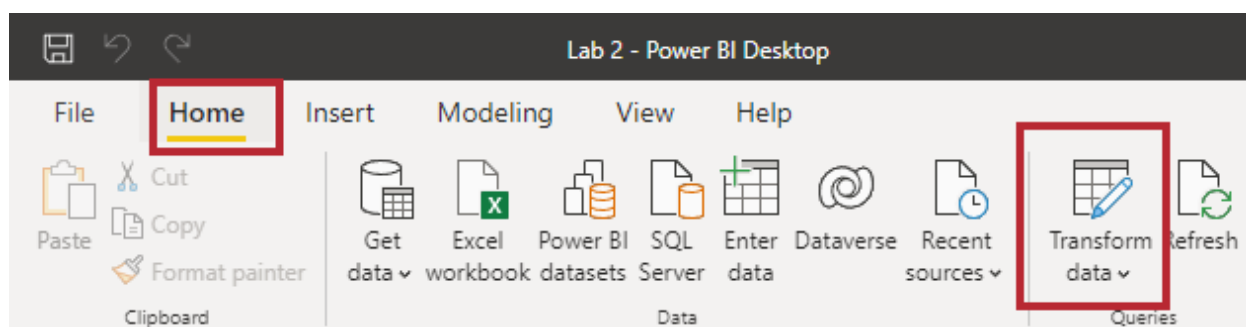 Lab 2 - Power BI Desktop
File Home Insert Modeling View Help
Cut
Copy
Format painter
Paste
Clipboard
Get data
Excel workbook
Power BI datasets
SQL Server
Enter data
Dataverse
Recent sources
Data
Transform data
Refresh
Queries